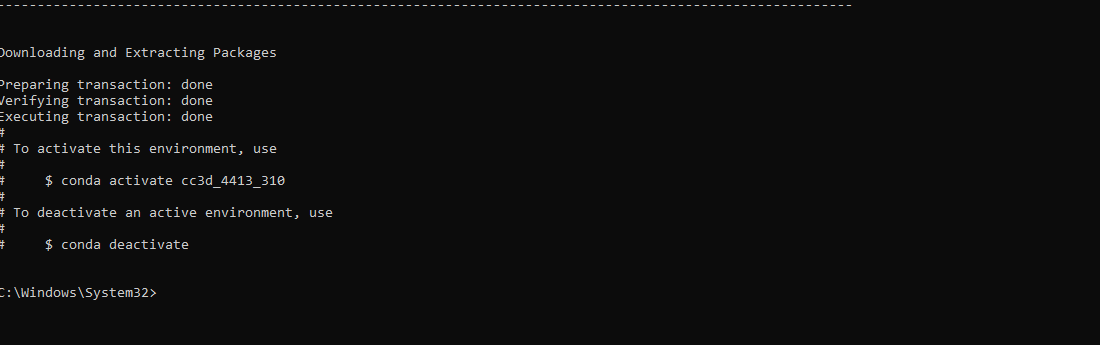 Downloading and Extracting Packages
Preparing transaction: done
Verifying transaction: done
Executing transaction: done
#
# To activate this environment, use
#
#     $ conda activate cc3d_4413_310
#
# To deactivate an active environment, use
#
#     $ conda deactivate
C:\Windows\System32>